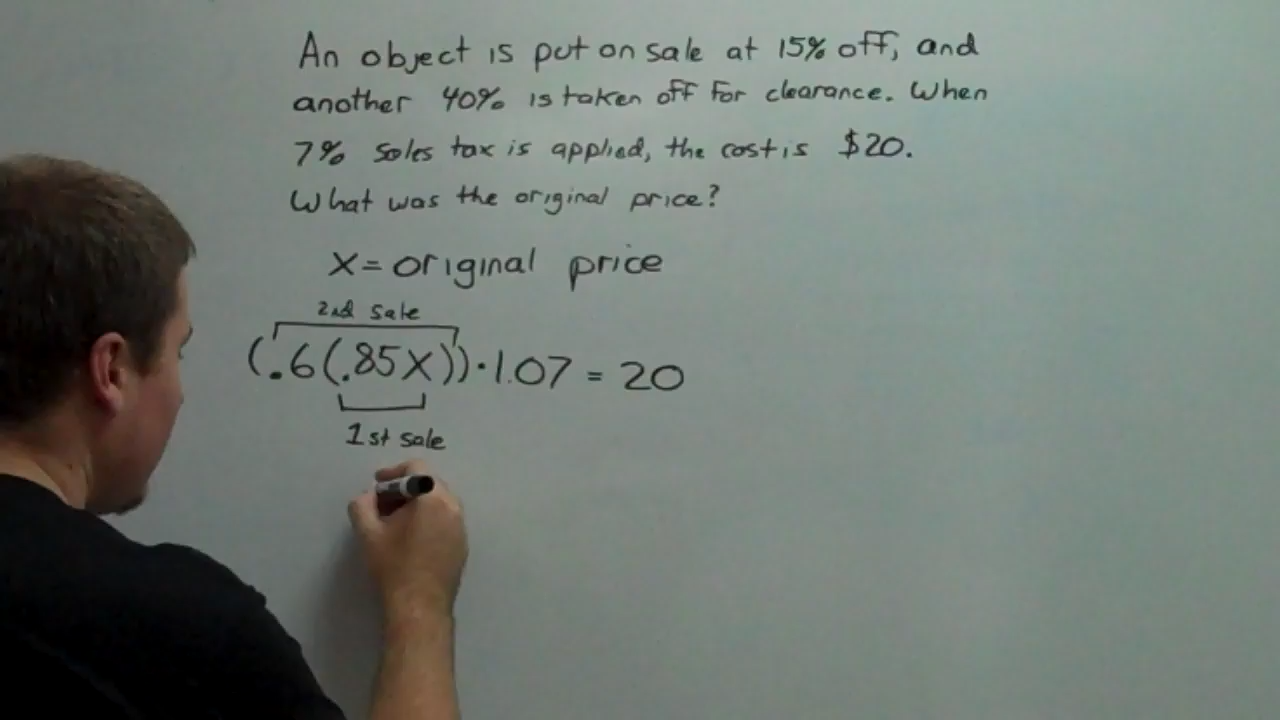 An object is put on sale at 15% off, and
another 40% is taken off for clearance. When
7% sales tax is applied, the cost is $20.
What was the original price?
X = original price
2nd sale
(.6(.85X))·1.07 = 20
1st sale